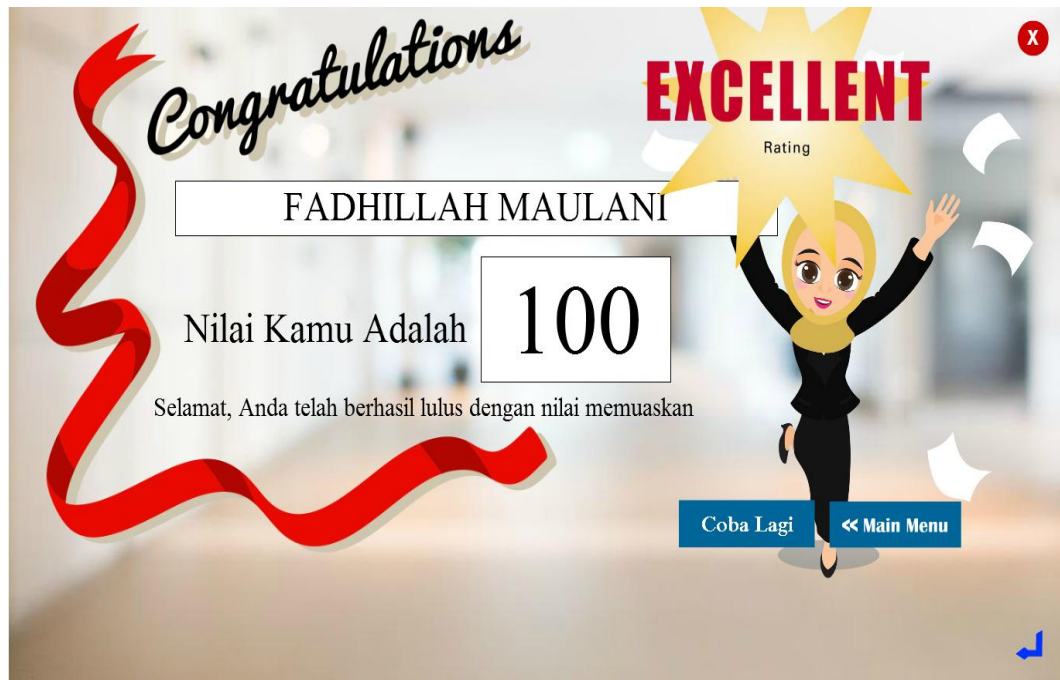 Congratulations
EXCELLENT
Rating
X
FADHILLAH MAULANI
Nilai Kamu Adalah
100
Selamat, Anda telah berhasil lulus dengan nilai memuaskan
Coba Lagi
<< Main Menu